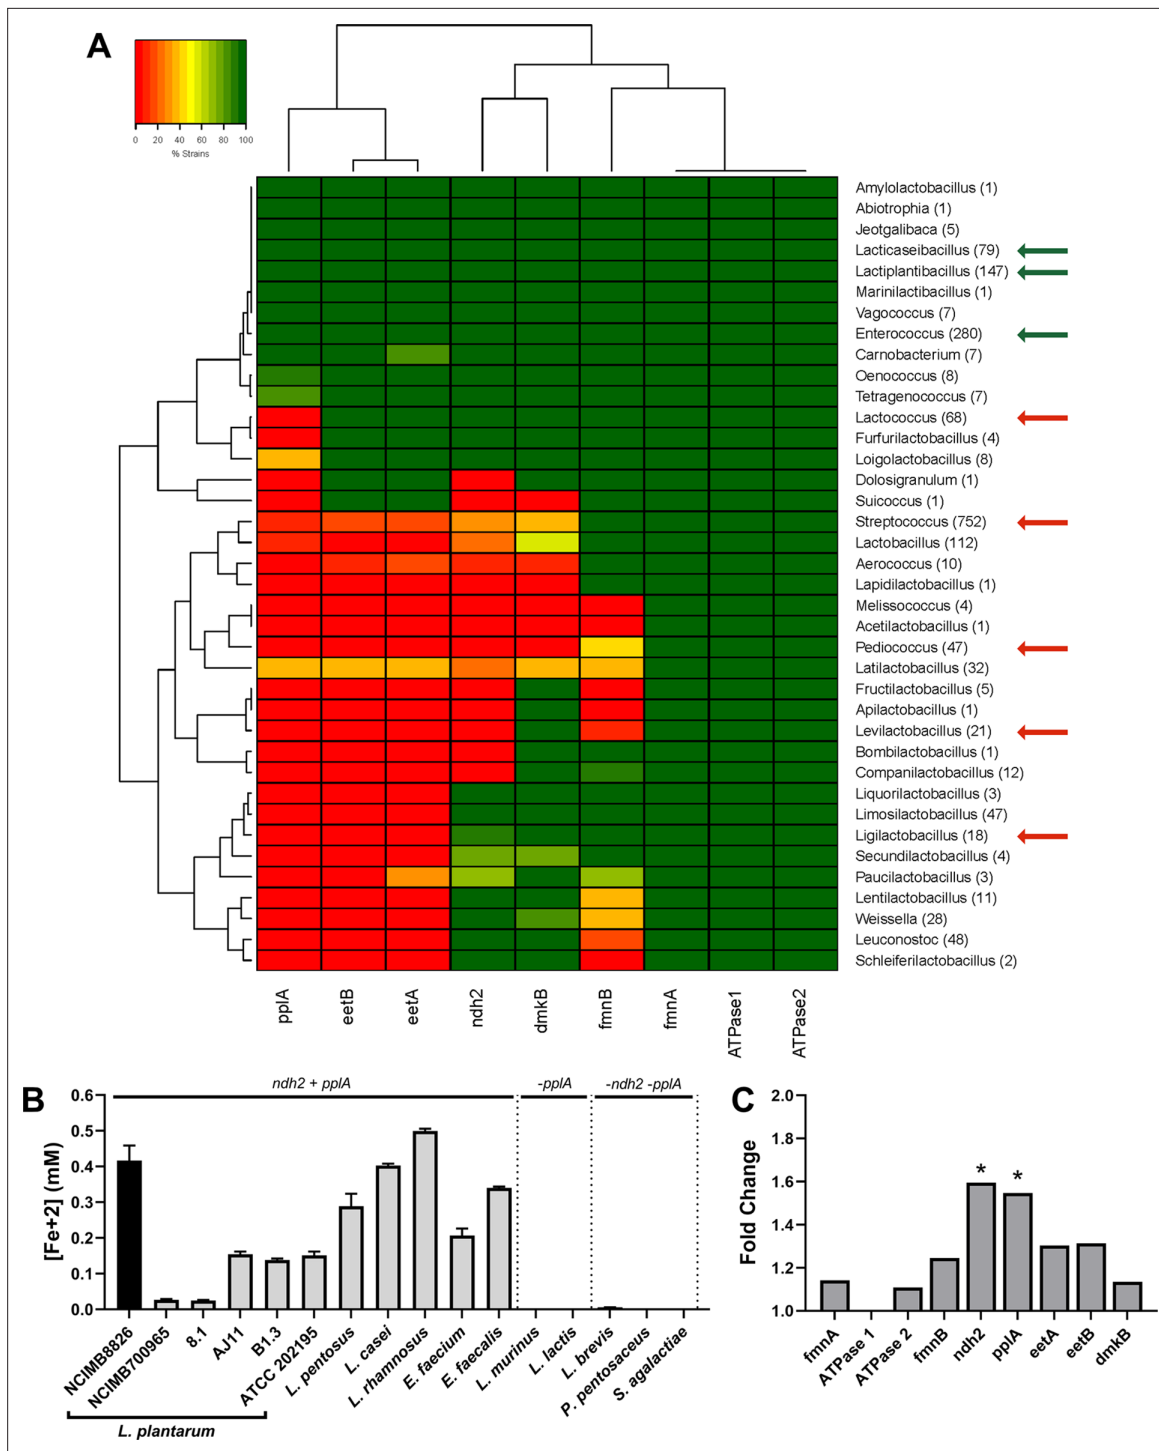 A
0 20 40 60 80 100
% Strains
Amylolactobacillus (1)
Abiotrophia (1)
Jeotgalibaca (5)
Lacticaseibacillus (79)
Lactiplantibacillus (147)
Marinilactibacillus (1)
Vagococcus (7)
Enterococcus (280)
Carnobacterium (7)
Oenococcus (8)
Tetragenococcus (7)
Lactococcus (68)
Furfurilactobacillus (4)
Loigolactobacillus (8)
Dolosigranulum (1)
Suicoccus (1)
Streptococcus (752)
Lactobacillus (112)
Aerococcus (10)
Lapidilactobacillus (1)
Melissococcus (4)
Acetilactobacillus (1)
Pediococcus (47)
Latilactobacillus (32)
Fructilactobacillus (5)
Apilactobacillus (1)
Levilactobacillus (21)
Bombilactobacillus (1)
Companilactobacillus (12)
Liquorilactobacillus (3)
Limosilactobacillus (47)
Ligilactobacillus (18)
Secundilactobacillus (4)
Paucilactobacillus (3)
Lentilactobacillus (11)
Weissella (28)
Leuconostoc (48)
Schleiferilactobacillus (2)
pplA eetB eetA ndh2 dmkB fmnB fmnA ATPase1 ATPase2
B
ndh2 + pplA -pplA -ndh2 -pplA
[Fe+2] (mM)
0.6
0.5
0.4
0.3
0.2
0.1
0.0
NCIMB8826 NCIMB700965 8.1 AJ11 B1.3 ATCC 202195 L. pentosus L. casei L. rhamnosus E. faecium E. faecalis L. murinus L. lactis L. brevis P. pentosaceus S. agalactiae
L. plantarum
C
Fold Change
2.0
1.8
1.6
1.4
1.2
1.0
* *
fmnA ATPase 1 ATPase 2 fmnB ndh2 pplA eetA eetB dmkB